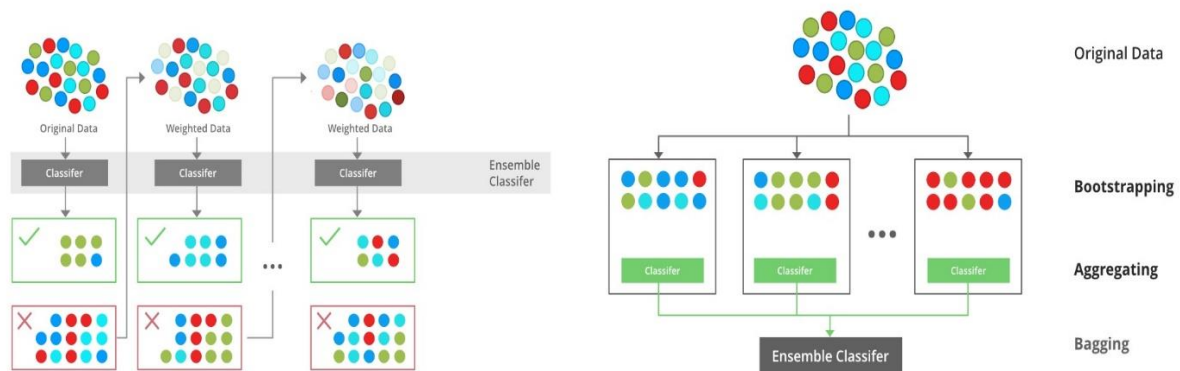 Original Data
Weighted Data
Weighted Data
Classifer
Classifer
Classifer
Ensemble
Classifer
...
Original Data
Bootstrapping
...
Classifer
Classifer
Classifer
Aggregating
Ensemble Classifer
Bagging